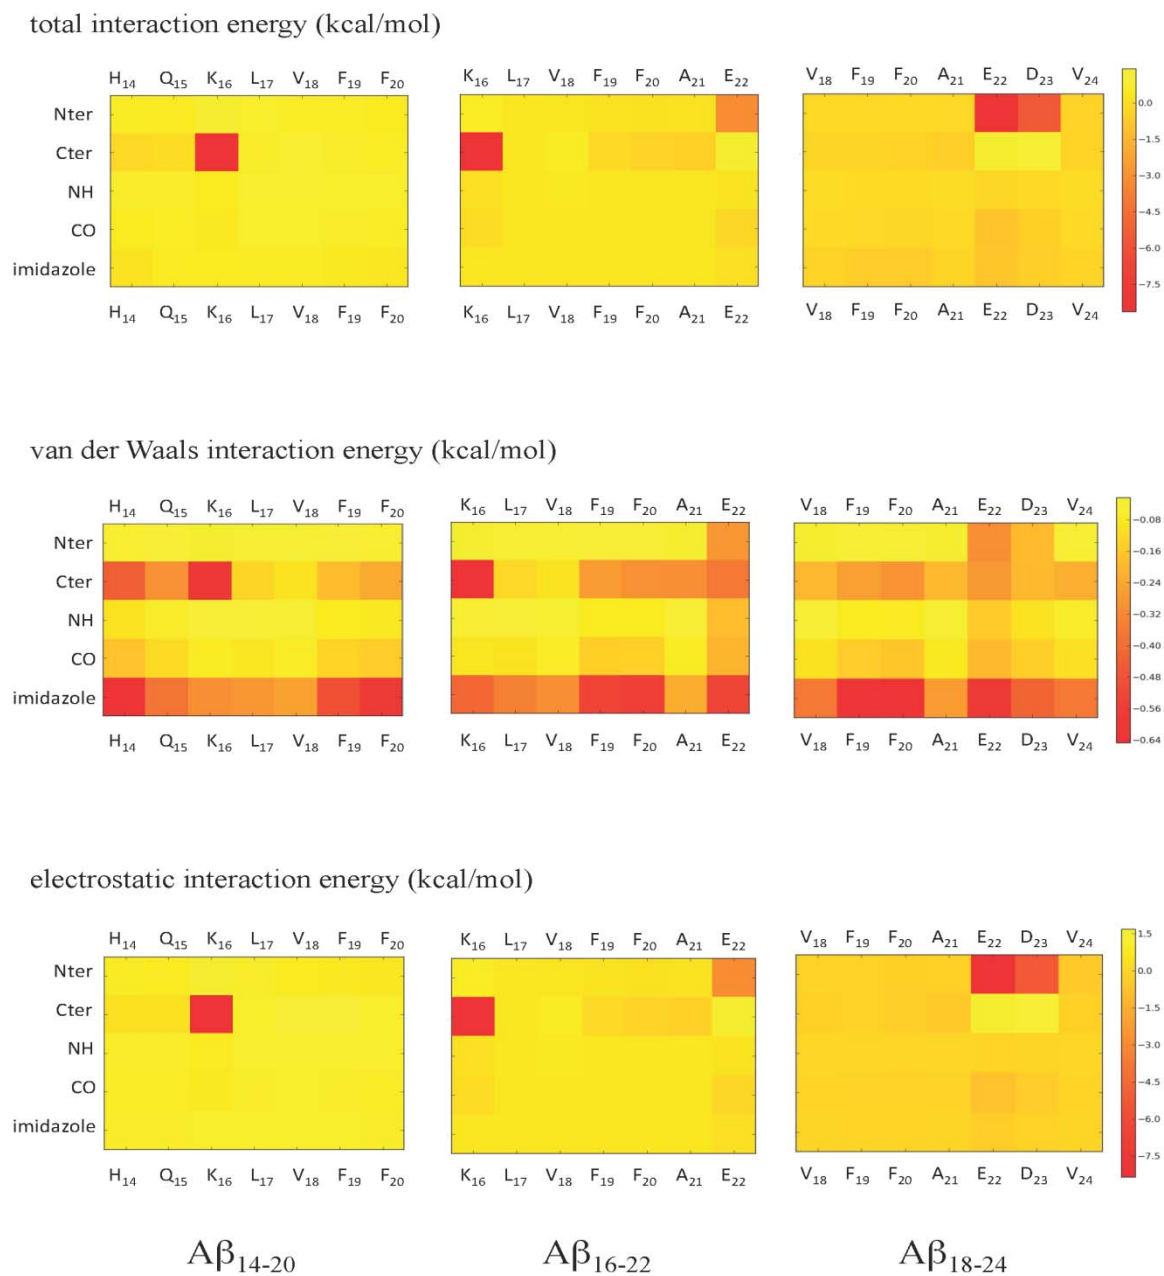 total interaction energy (kcal/mol)
H14 Q15 K16 L17 V18 F19 F20 K16 L17 V18 F19 F20 A21 E22 V18 F19 F20 A21 E22 D23 V24
Nter
0.0
Cter
−1.5
−3.0
NH
−4.5
CO
−6.0
imidazole
−7.5
H14 Q15 K16 L17 V18 F19 F20 K16 L17 V18 F19 F20 A21 E22 V18 F19 F20 A21 E22 D23 V24
van der Waals interaction energy (kcal/mol)
H14 Q15 K16 L17 V18 F19 F20 K16 L17 V18 F19 F20 A21 E22 V18 F19 F20 A21 E22 D23 V24
−0.08
Nter
−0.16
Cter
−0.24
−0.32
NH
−0.40
CO
−0.48
imidazole
−0.56
−0.64
H14 Q15 K16 L17 V18 F19 F20 K16 L17 V18 F19 F20 A21 E22 V18 F19 F20 A21 E22 D23 V24
electrostatic interaction energy (kcal/mol)
H14 Q15 K16 L17 V18 F19 F20 K16 L17 V18 F19 F20 A21 E22 V18 F19 F20 A21 E22 D23 V24
1.5
Nter
0.0
Cter
−1.5
NH
−3.0
−4.5
CO
−6.0
imidazole
−7.5
H14 Q15 K16 L17 V18 F19 F20 K16 L17 V18 F19 F20 A21 E22 V18 F19 F20 A21 E22 D23 V24
Aβ14-20 Aβ16-22 Aβ18-24